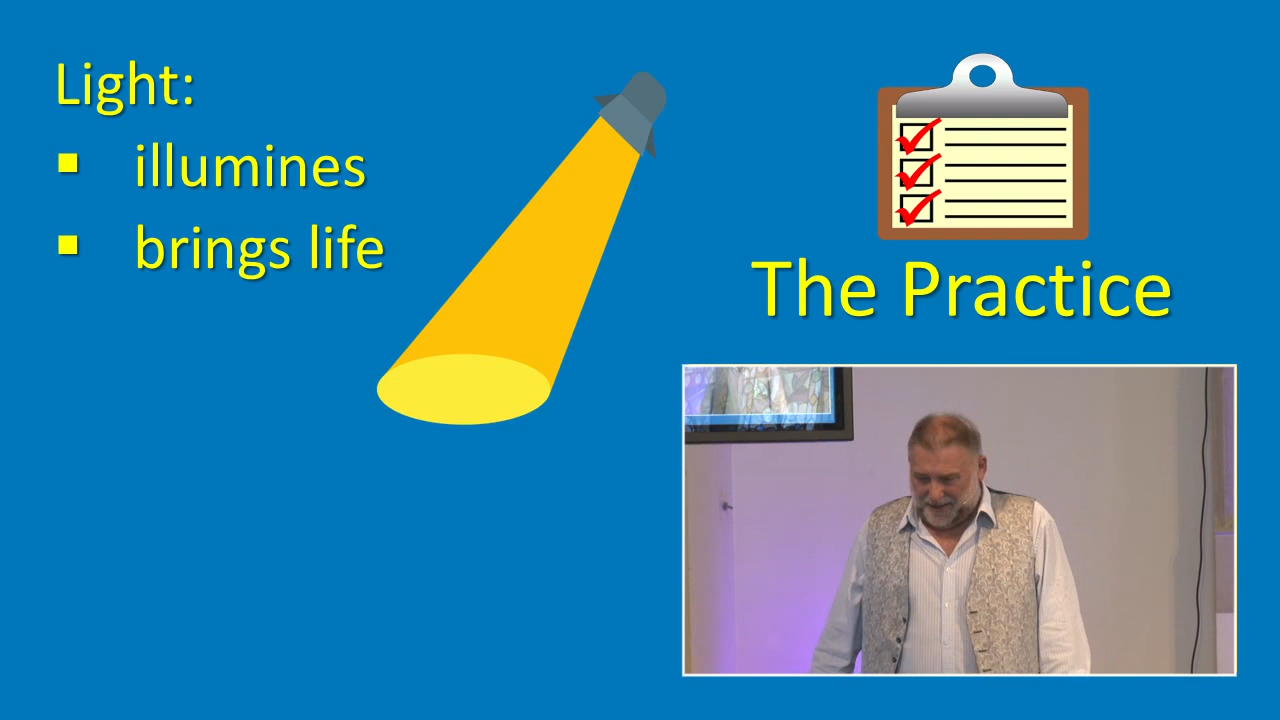 Light:
▪ illumines
▪ brings life
The Practice